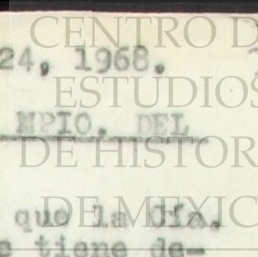 CENTRO D
24, 1968.
ESTUDIOS
MPIO. DEL
DE HISTOR
DE MEXIC
que la Cía.
e tiene de-